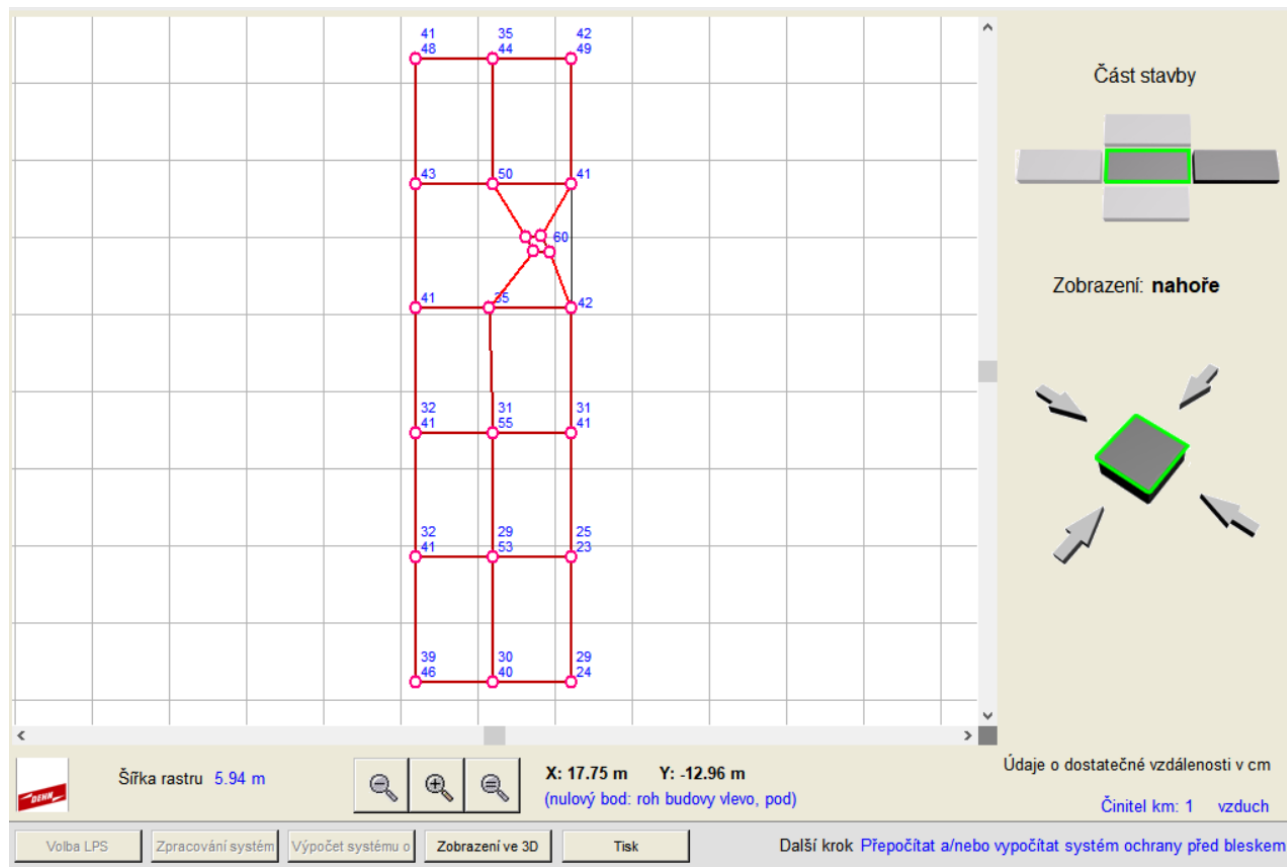 41 35 42
48 44 49
Část stavby
43 50 41
60
Zobrazení: nahoře
41 35 42
32 31 31
41 55 41
32 29 25
41 53 23
39 30 29
46 40 24
DEHN
Šířka rastru 5.94 m
X: 17.75 m Y: -12.96 m
(nulový bod: roh budovy vlevo, pod)
Údaje o dostatečné vzdálenosti v cm
Činitel km: 1 vzduch
Volba LPS Zpracování systém Výpočet systému o Zobrazení ve 3D Tisk Další krok Přepočítat a/nebo vypočítat systém ochrany před bleskem